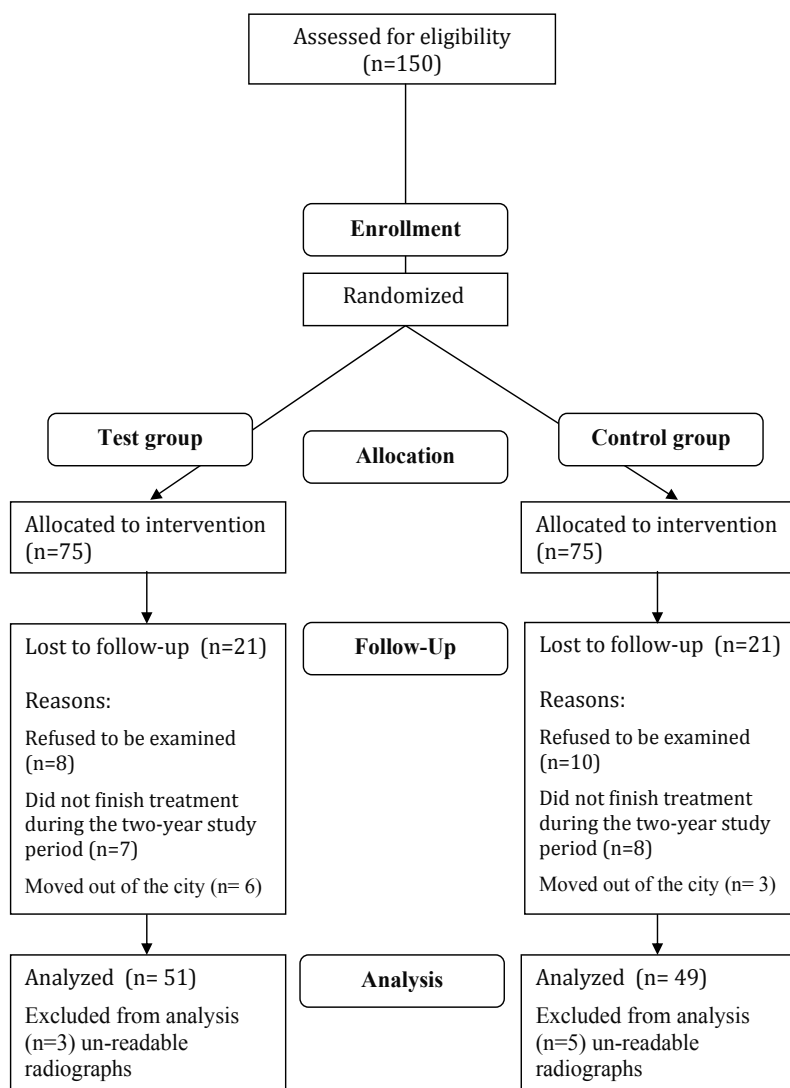 Assessed for eligibility
(n=150)
Enrollment
Randomized
Test group
Control group
Allocation
Allocated to intervention
(n=75)
Allocated to intervention
(n=75)
Lost to follow-up (n=21)
Reasons:
Refused to be examined
(n=8)
Did not finish treatment
during the two-year study
period (n=7)
Moved out of the city (n= 6)
Follow-Up
Lost to follow-up (n=21)
Reasons:
Refused to be examined
(n=10)
Did not finish treatment
during the two-year study
period (n=8)
Moved out of the city (n= 3)
Analyzed (n= 51)
Excluded from analysis
(n=3) un-readable
radiographs
Analysis
Analyzed (n= 49)
Excluded from analysis
(n=5) un-readable
radiographs